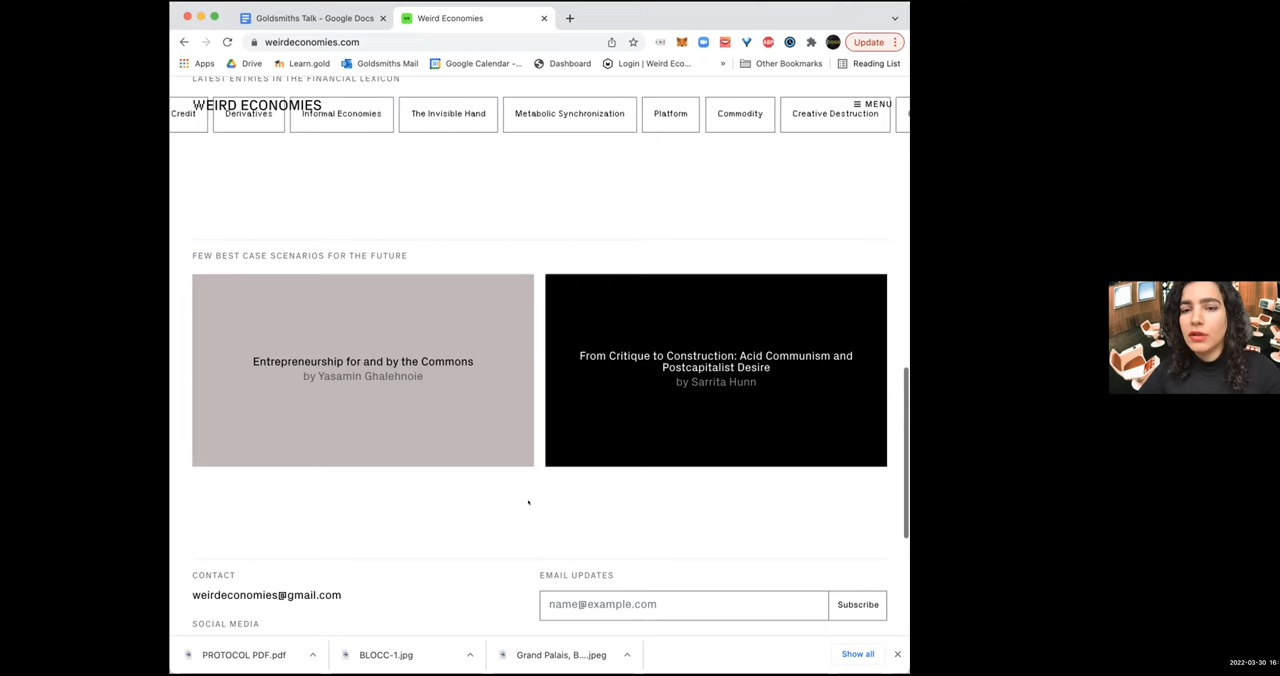 Goldsmiths Talk - Google Docs
Weird Economies
weirdeconomies.com
Update
Apps
Drive
Learn.gold
Goldsmiths Mail
Google Calendar -...
Dashboard
Login | Weird Eco...
»
Other Bookmarks
Reading List
LATEST ENTRIES IN THE FINANCIAL LEXICON
WEIRD ECONOMIES
MENU
Credit
Derivatives
Informal Economies
The Invisible Hand
Metabolic Synchronization
Platform
Commodity
Creative Destruction
FEW BEST CASE SCENARIOS FOR THE FUTURE
Entrepreneurship for and by the Commons
by Yasamin Ghalehnoie
From Critique to Construction: Acid Communism and
Postcapitalist Desire
by Sarrita Hunn
CONTACT
EMAIL UPDATES
weirdeconomies@gmail.com
name@example.com
Subscribe
SOCIAL MEDIA
PROTOCOL PDF.pdf
BLOCC-1.jpg
Grand Palais, B....jpeg
Show all
2022-03-30 16: